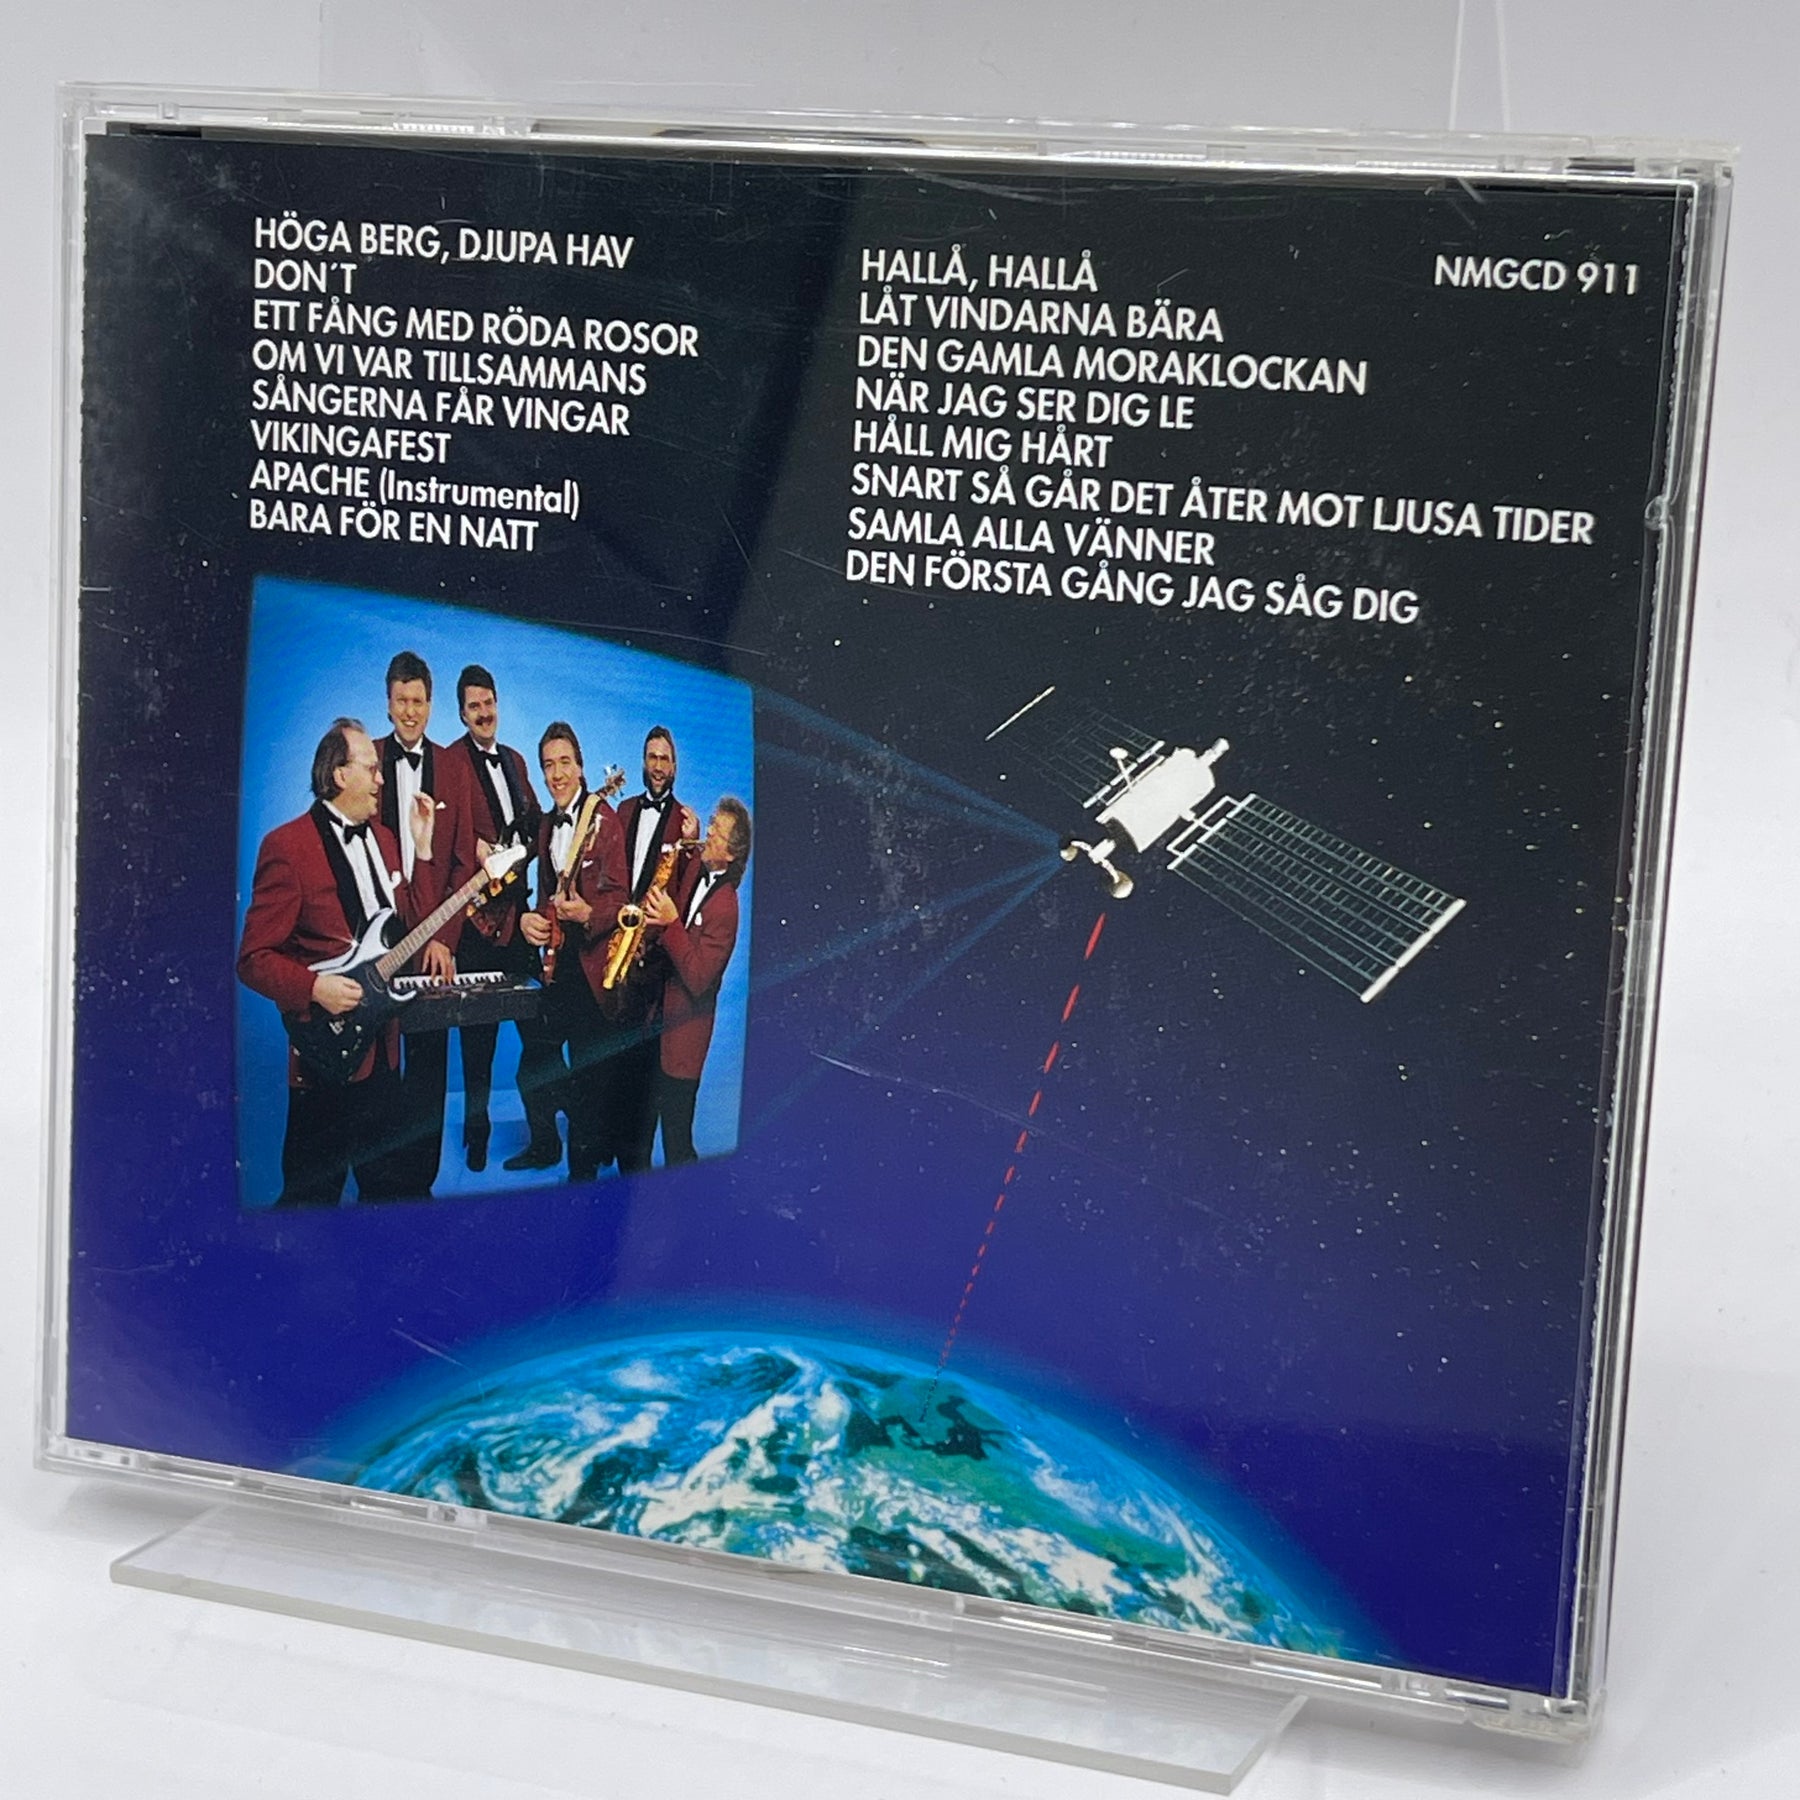 HÖGA BERG, DJUPA HAV
DON´T
ETT FÅNG MED RÖDA ROSOR
OM VI VAR TILLSAMMANS
SÅNGERNA FÅR VINGAR
VIKINGAFEST
APACHE (Instrumental)
BARA FÖR EN NATT
HALLÅ, HALLÅ
LÅT VINDARNA BÄRA
DEN GAMLA MORAKLOCKAN
NÄR JAG SER DIG LE
HÅLL MIG HÅRT
SNART SÅ GÅR DET ÅTER MOT LJUSA TIDER
SAMLA ALLA VÄNNER
DEN FÖRSTA GÅNG JAG SÅG DIG
NMGCD 911